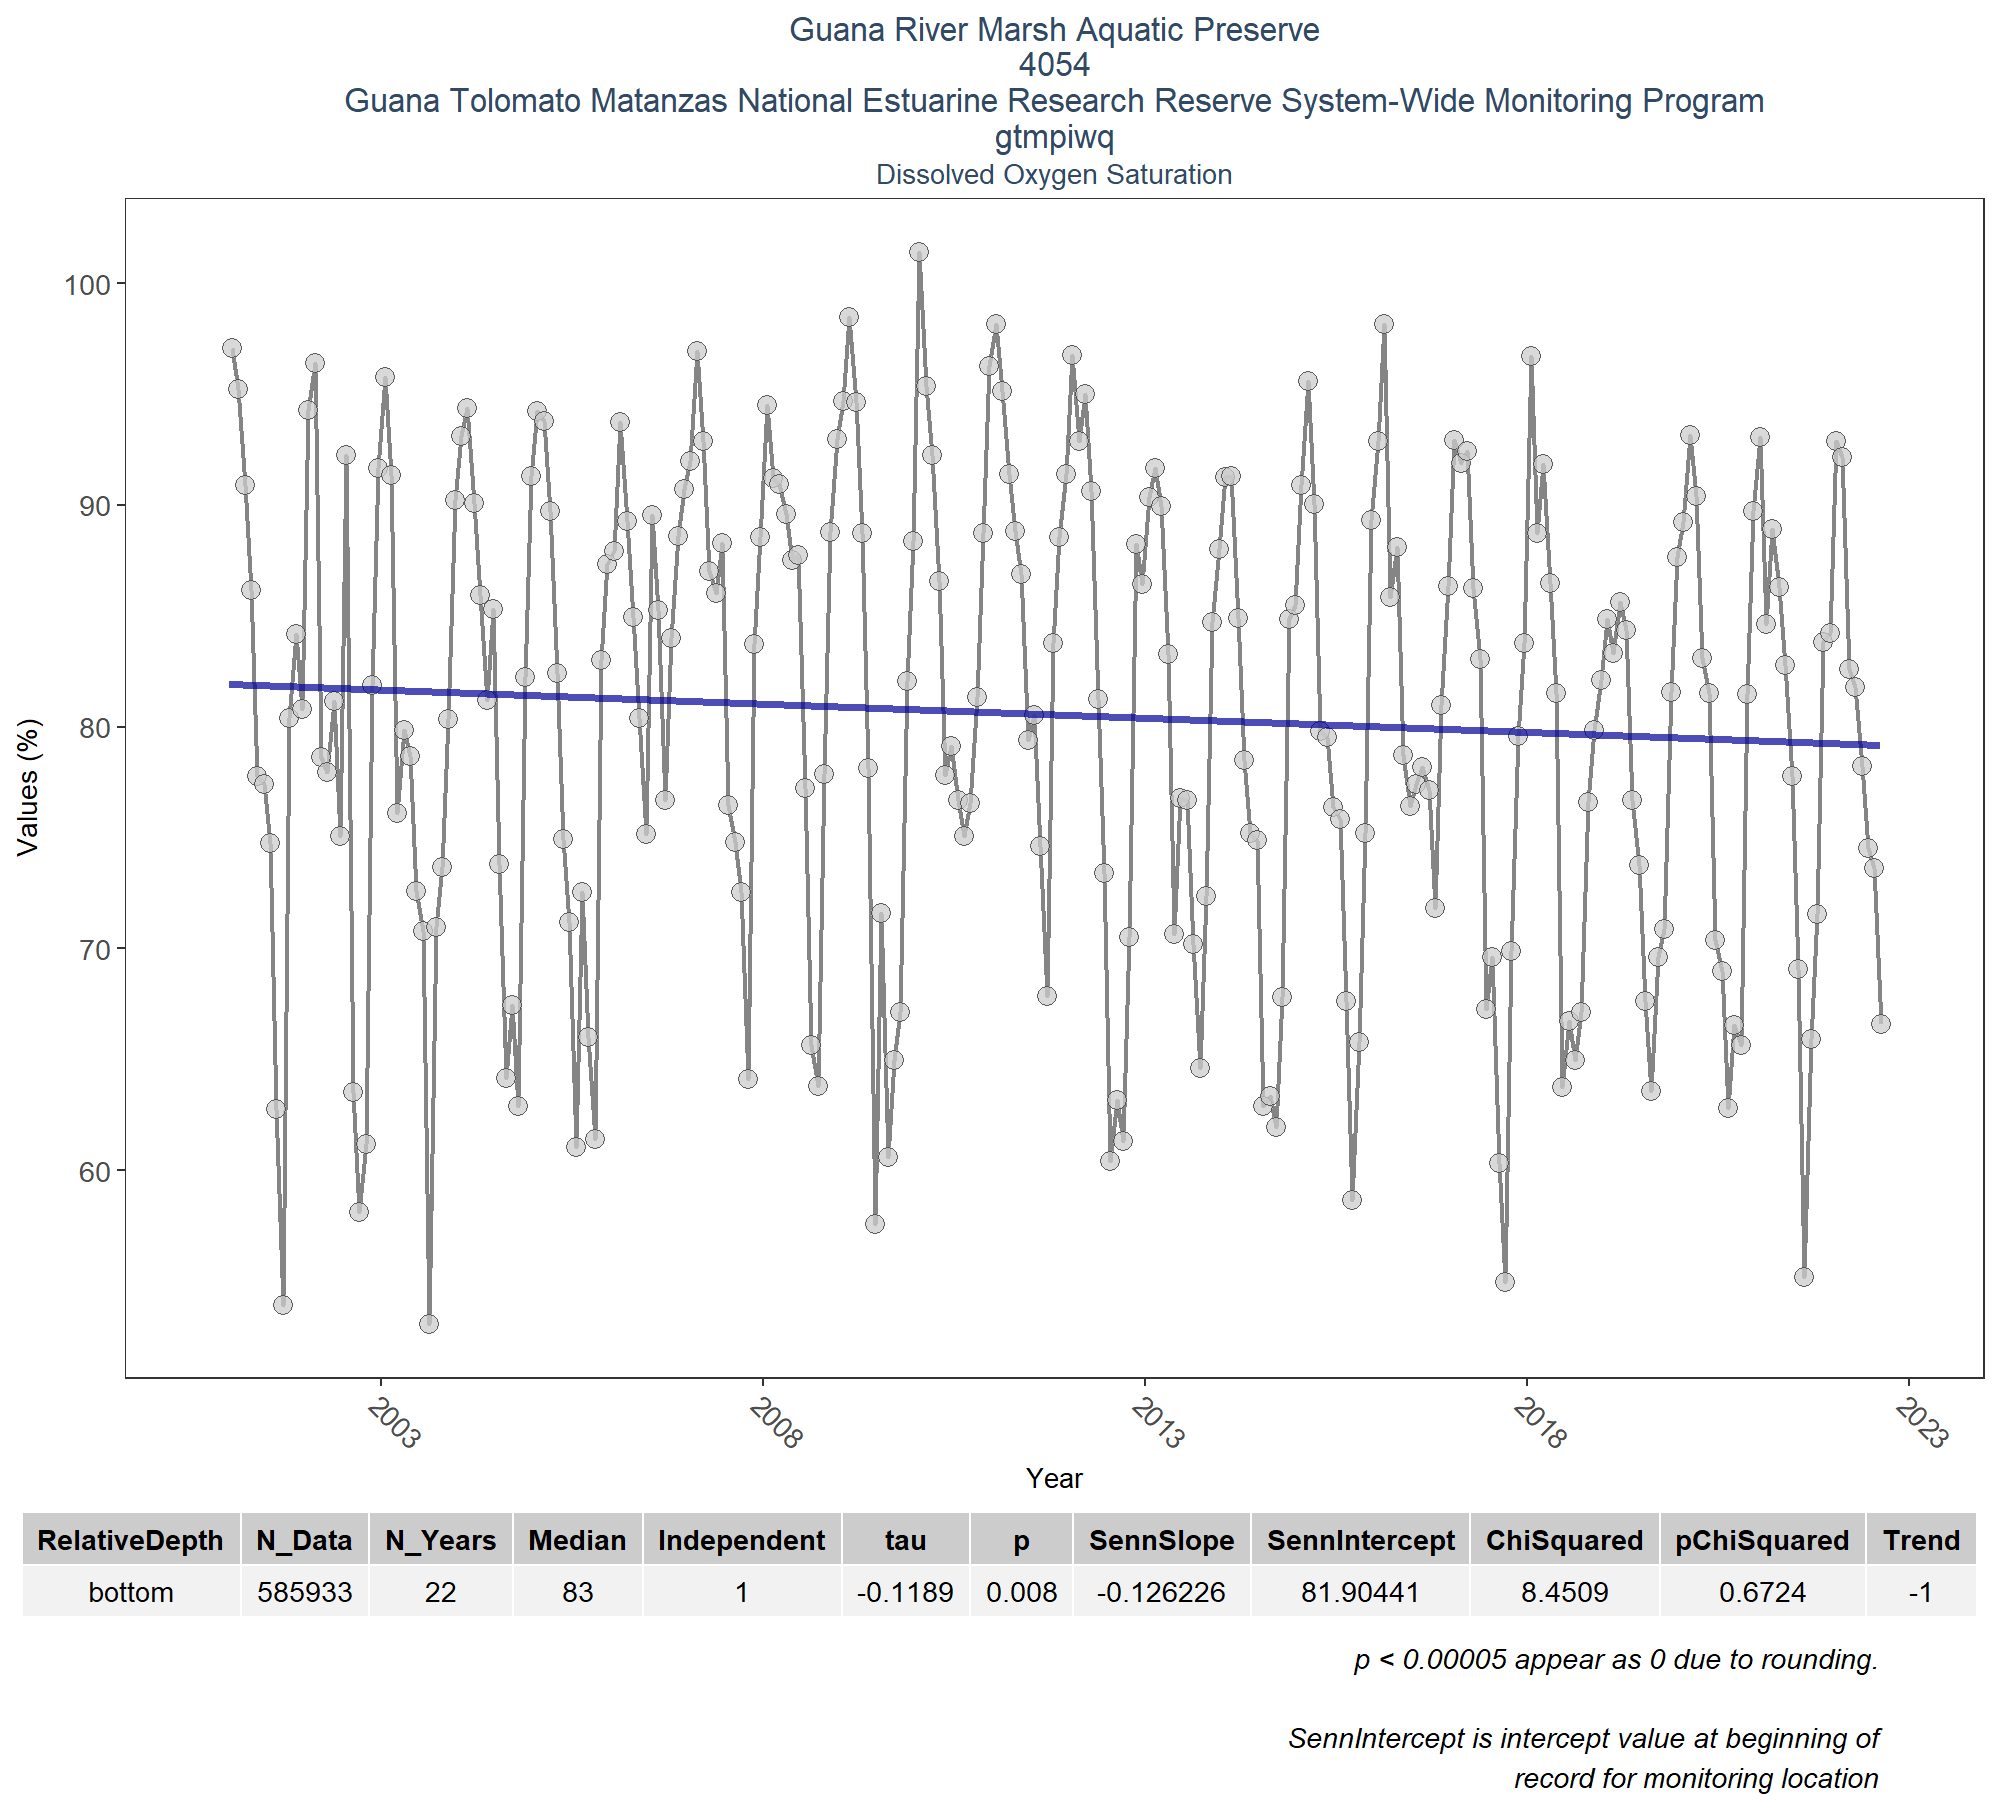 Guana River Marsh Aquatic Preserve
4054
Guana Tolomato Matanzas National Estuarine Research Reserve System-Wide Monitoring Program
gtmpiwq
Dissolved Oxygen Saturation
100
90
80
70
60
Values (%)
2003
2008
2013
2018
2023
Year
RelativeDepth N_Data N_Years Median Independent tau p SennSlope SennIntercept ChiSquared pChiSquared Trend
bottom 585933 22 83 1 -0.1189 0.008 -0.126226 81.90441 8.4509 0.6724 -1
p < 0.00005 appear as 0 due to rounding.
SennIntercept is intercept value at beginning of
record for monitoring location